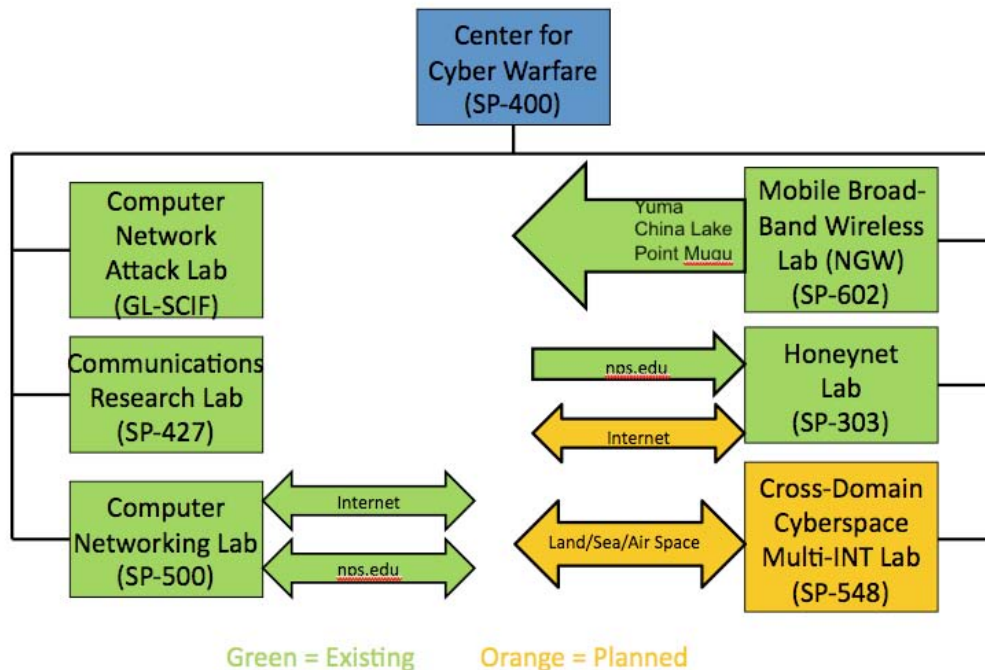 Center for
Cyber Warfare
(SP-400)
Computer
Network
Attack Lab
(GL-SCIF)
Yuma
China Lake
Point Mugu
Mobile Broad-
Band Wireless
Lab (NGW)
(SP-602)
Communications
Research Lab
(SP-427)
nps.edu
Internet
Honeynet
Lab
(SP-303)
Computer
Networking Lab
(SP-500)
Internet
nps.edu
Land/Sea/Air Space
Cross-Domain
Cyberspace
Multi-INT Lab
(SP-548)
Green = Existing Orange = Planned